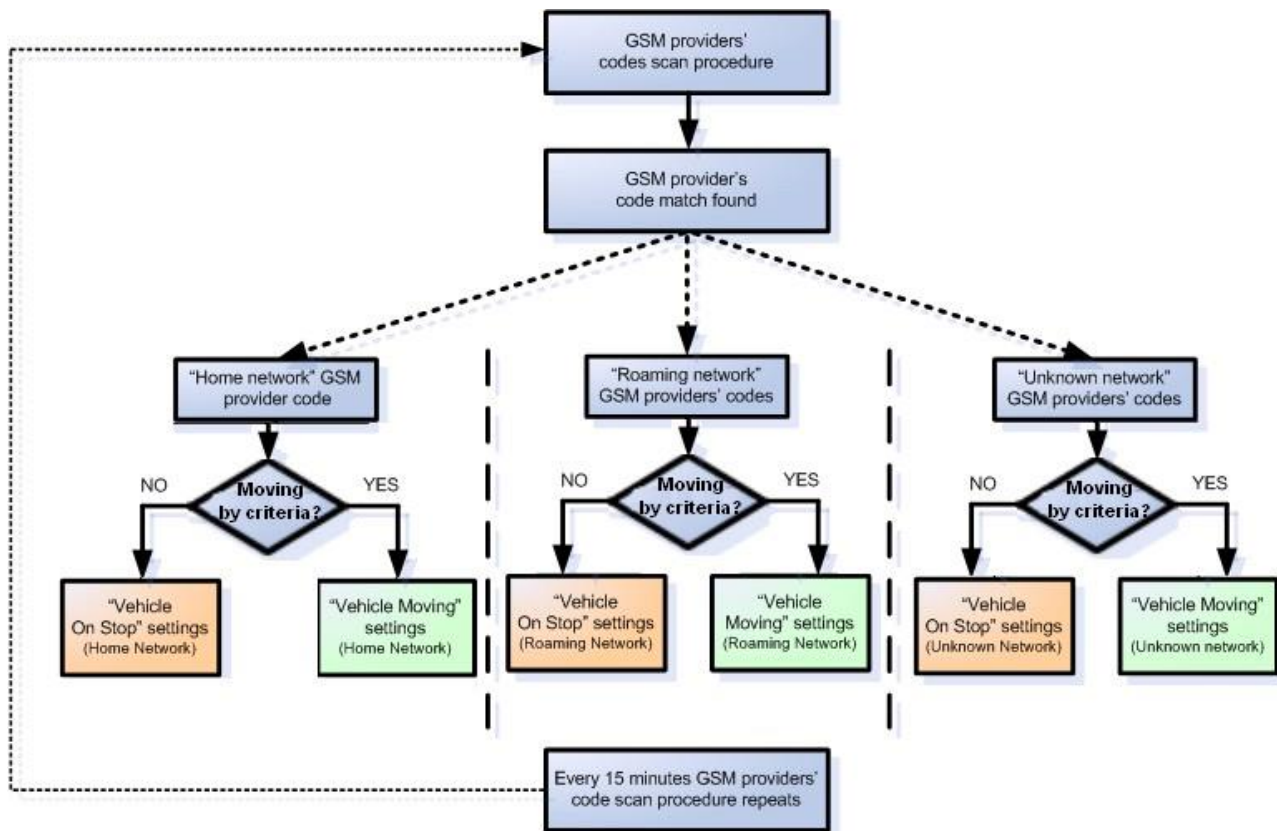 GSM providers'
codes scan procedure
GSM provider's
code match found
"Home network" GSM
provider code
"Roaming network"
GSM providers' codes
"Unknown network"
GSM providers' codes
NO
Moving
by criteria?
YES
NO
Moving
by criteria?
YES
NO
Moving
by criteria?
YES
"Vehicle
On Stop" settings
(Home Network)
"Vehicle Moving"
settings
(Home Network)
"Vehicle
On Stop" settings
(Roaming Network)
"Vehicle
Moving" settings
(Roaming Network)
"Vehicle
On Stop" settings
(Unknown Network)
"Vehicle Moving"
settings
(Unknown network)
Every 15 minutes GSM providers'
code scan procedure repeats